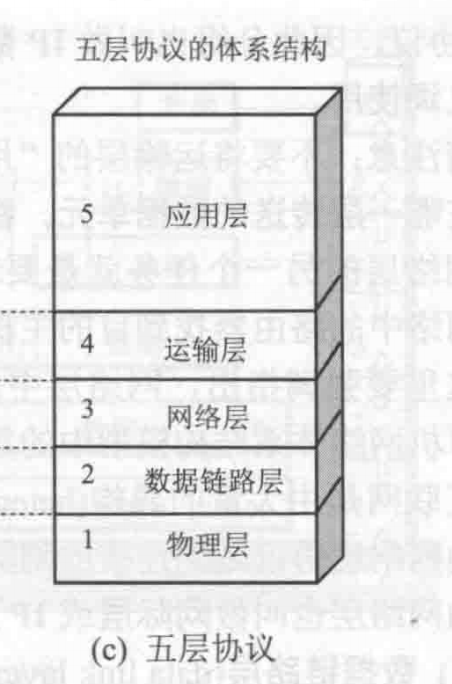 五层协议的体系结构
5 应用层
4 运输层
3 网络层
2 数据链路层
1 物理层
(c) 五层协议